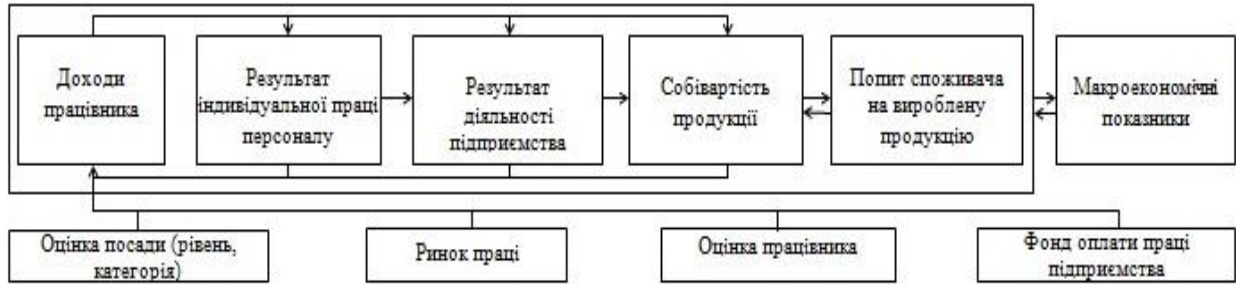 Доходи
працівника
Результат
індивідуальної праці
персоналу
Результат
діяльності
підприємства
Собівартість
продукції
Попит споживача
на вироблену
продукцію
Макроекономічні
показники
Оцінка посади (рівень,
категорія)
Ринок праці
Оцінка працівника
Фонд оплати праці
підприємства